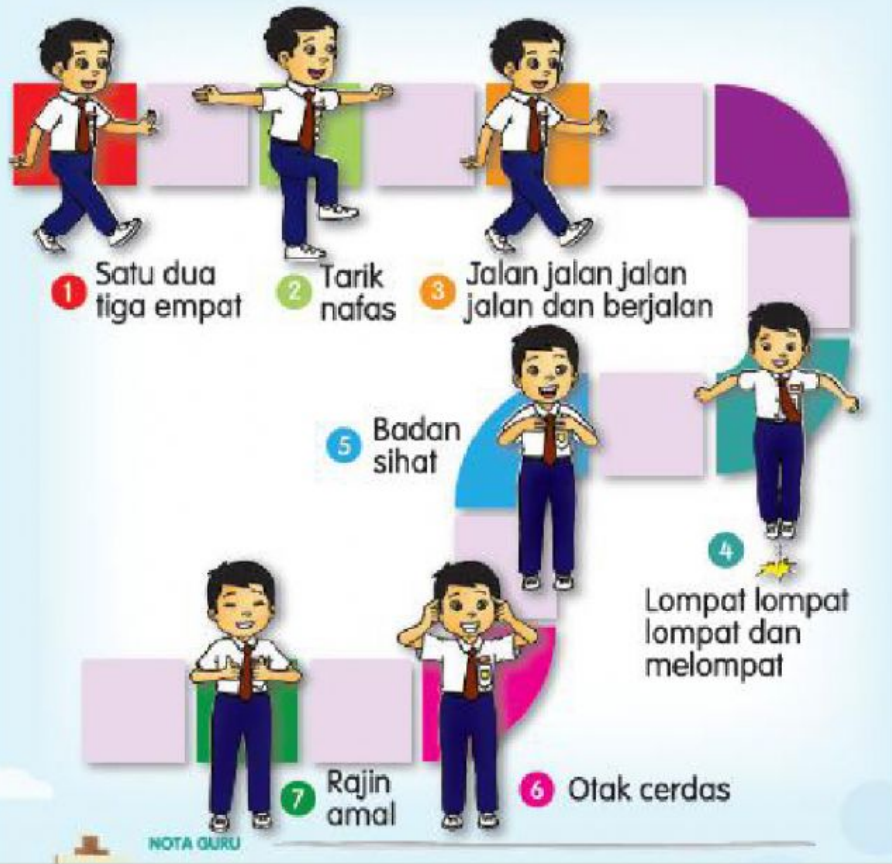 1 Satu dua
tiga empat
2 Tarik
nafas
3 Jalan jalan jalan
jalan dan berjalan
4
Lompat lompat
lompat dan
melompat
5 Badan
sihat
6 Otak cerdas
7 Rajin
amal
NOTA GURU